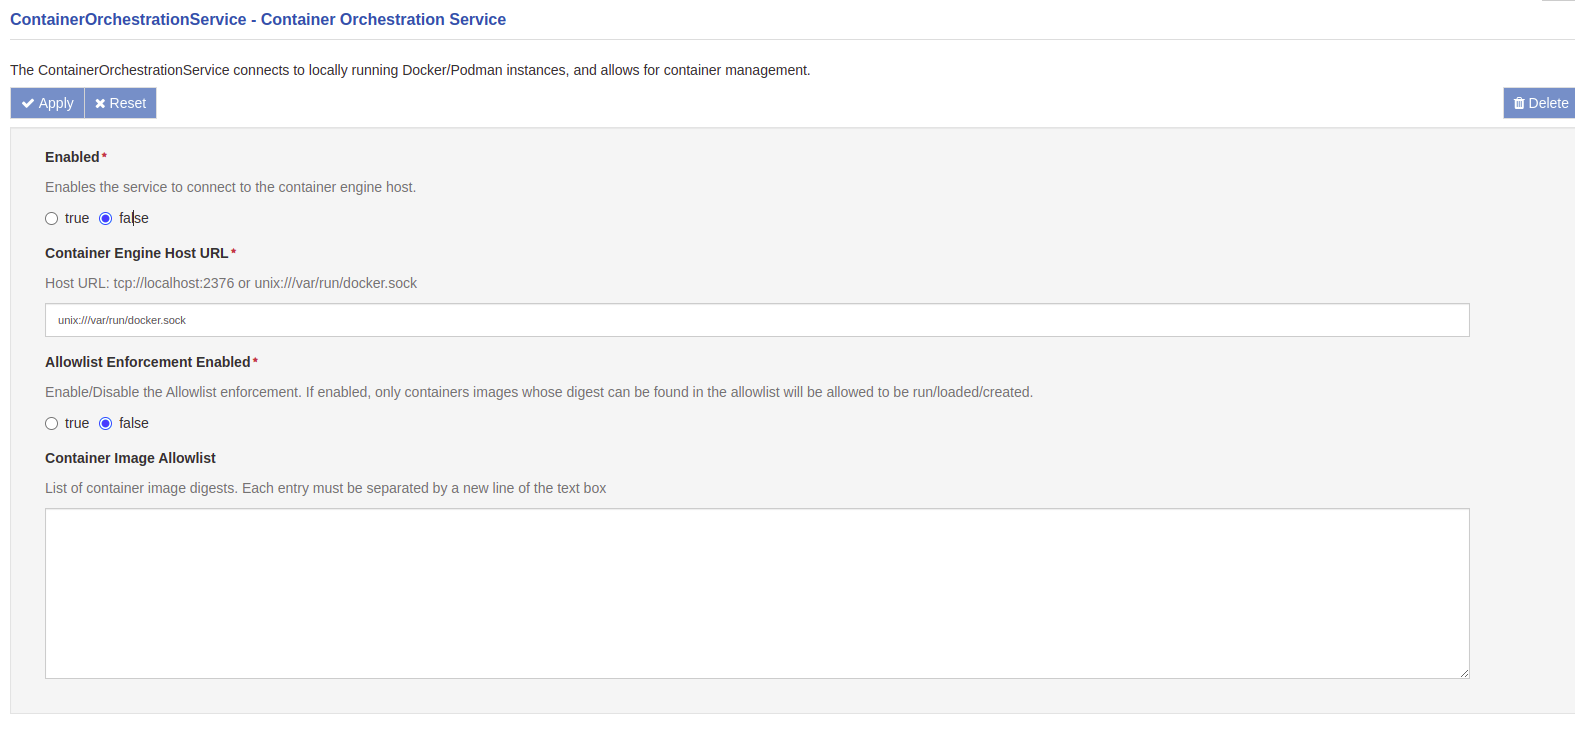 ContainerOrchestrationService - Container Orchestration Service
The ContainerOrchestrationService connects to locally running Docker/Podman instances, and allows for container management.
Apply Reset Delete
Enabled*
Enables the service to connect to the container engine host.
true false
Container Engine Host URL*
Host URL: tcp://localhost:2376 or unix:///var/run/docker.sock
unix:///var/run/docker.sock
Allowlist Enforcement Enabled*
Enable/Disable the Allowlist enforcement. If enabled, only containers images whose digest can be found in the allowlist will be allowed to be run/loaded/created.
true false
Container Image Allowlist
List of container image digests. Each entry must be separated by a new line of the text box